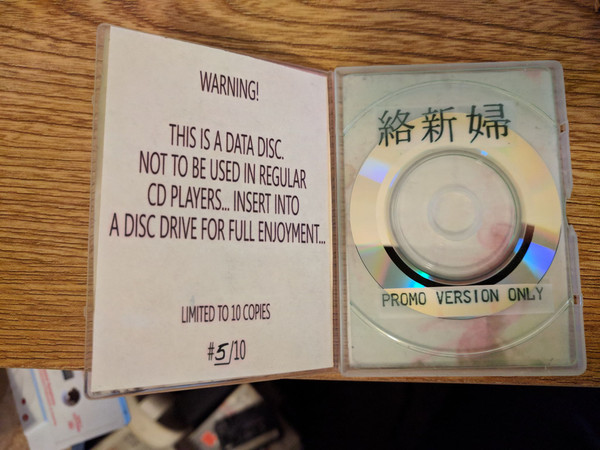 WARNING!
THIS IS A DATA DISC.
NOT TO BE USED IN REGULAR
CD PLAYERS... INSERT INTO
A DISC DRIVE FOR FULL ENJOYMENT...
LIMITED TO 10 COPIES
#5/10
絡新婦
PROMO VERSION ONLY